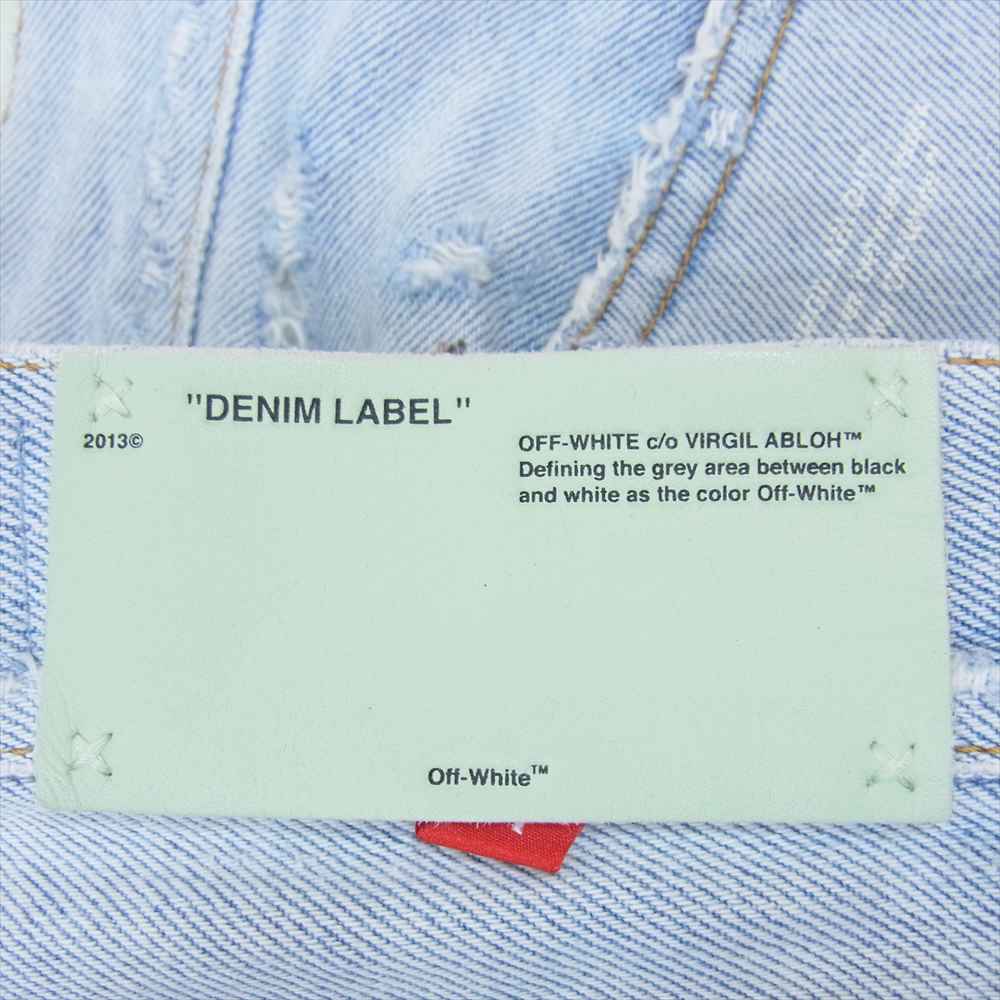 "DENIM LABEL"
2013©
OFF-WHITE c/o VIRGIL ABLOH™
Defining the grey area between black
and white as the color Off-White™
Off-White™